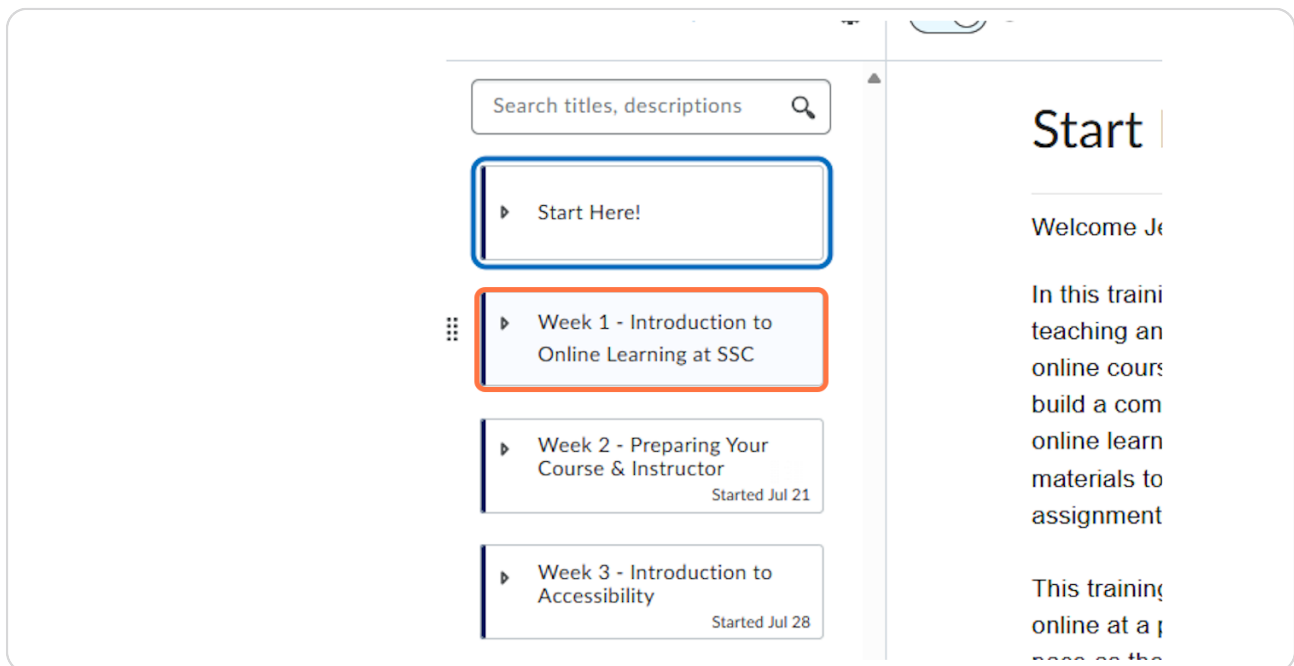 Search titles, descriptions
Start Here!
Week 1 - Introduction to
Online Learning at SSC
Week 2 - Preparing Your
Course & Instructor
Started Jul 21
Week 3 - Introduction to
Accessibility
Started Jul 28
Start
Welcome Je
In this traini
teaching an
online cours
build a com
online learn
materials to
assignment
This training
online at a p